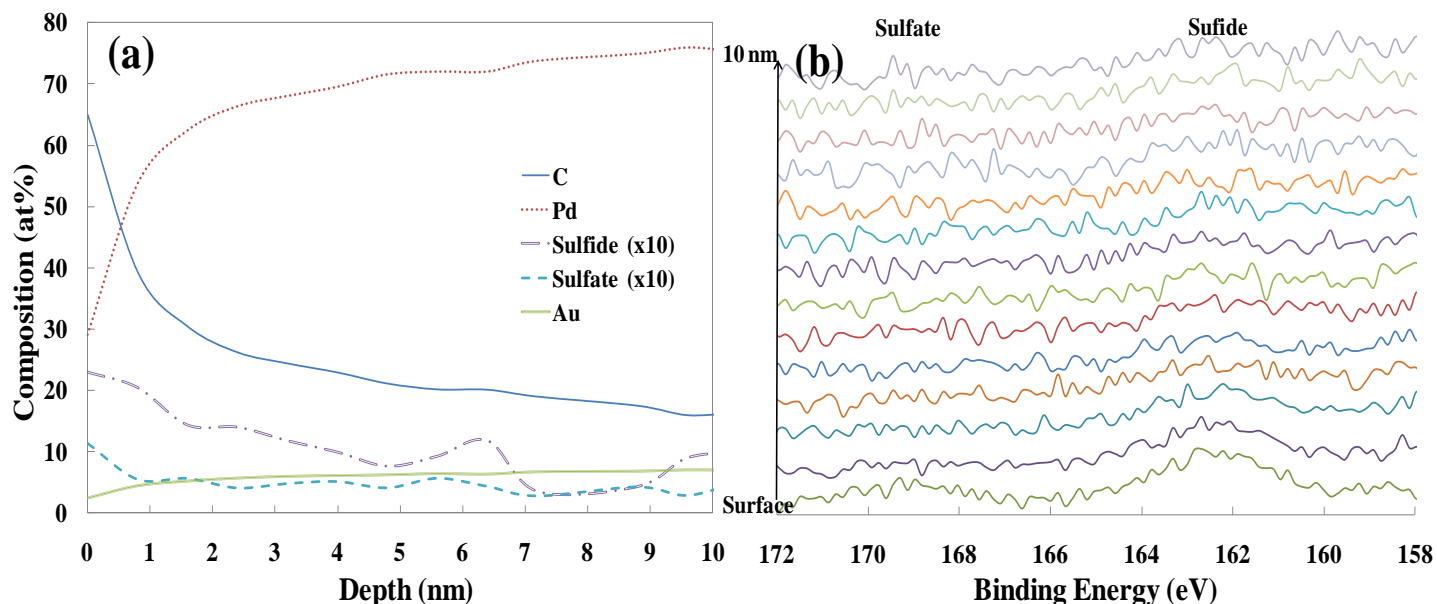 (a)
Composition (at%)
80
70
60
50
40
30
20
10
0
C
Pd
Sulfide (x10)
Sulfate (x10)
Au
0 1 2 3 4 5 6 7 8 9 10
Depth (nm)
(b)
Sulfate Sufide
10 nm
Surface
172 170 168 166 164 162 160 158
Binding Energy (eV)